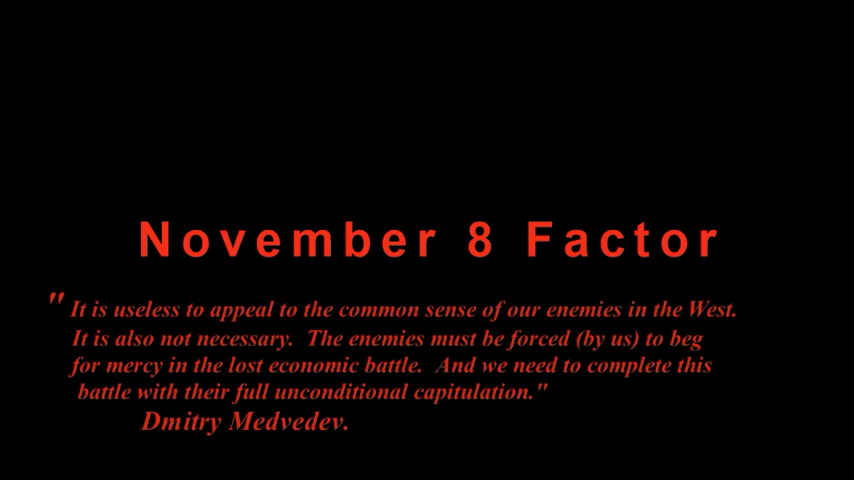 November 8 Factor
" It is useless to appeal to the common sense of our enemies in the West.
It is also not necessary. The enemies must be forced (by us) to beg
for mercy in the lost economic battle. And we need to complete this
battle with their full unconditional capitulation."
Dmitry Medvedev.